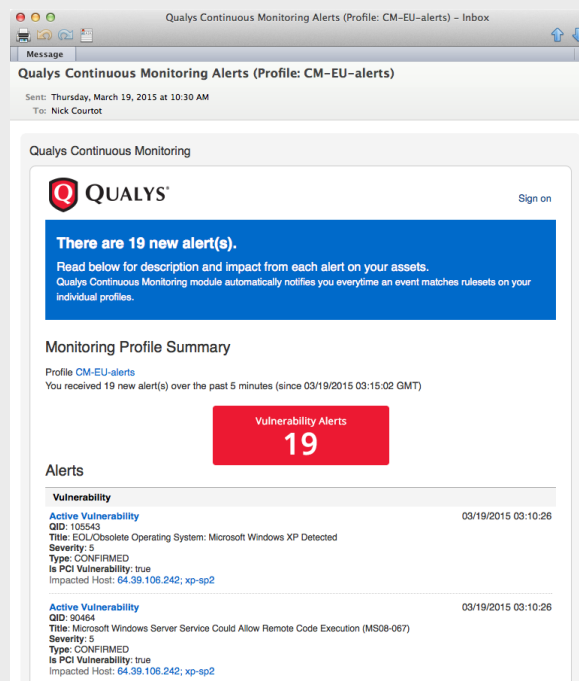 Qualys Continuous Monitoring Alerts (Profile: CM-EU-alerts) – Inbox
Message
Qualys Continuous Monitoring Alerts (Profile: CM-EU-alerts)
Sent: Thursday, March 19, 2015 at 10:30 AM
To: Nick Courtot
Qualys Continuous Monitoring
QUALYS®
Sign on
There are 19 new alert(s).
Read below for description and impact from each alert on your assets.
Qualys Continuous Monitoring module automatically notifies you everytime an event matches rulesets on your
individual profiles.
Monitoring Profile Summary
Profile CM-EU-alerts
You received 19 new alert(s) over the past 5 minutes (since 03/19/2015 03:15:02 GMT)
Vulnerability Alerts
19
Alerts
Vulnerability
Active Vulnerability 03/19/2015 03:10:26
QID: 105543
Title: EOL/Obsolete Operating System: Microsoft Windows XP Detected
Severity: 5
Type: CONFIRMED
Is PCI Vulnerability: true
Impacted Host: 64.39.106.242; xp-sp2
Active Vulnerability 03/19/2015 03:10:26
QID: 90464
Title: Microsoft Windows Server Service Could Allow Remote Code Execution (MS08-067)
Severity: 5
Type: CONFIRMED
Is PCI Vulnerability: true
Impacted Host: 64.39.106.242; xp-sp2